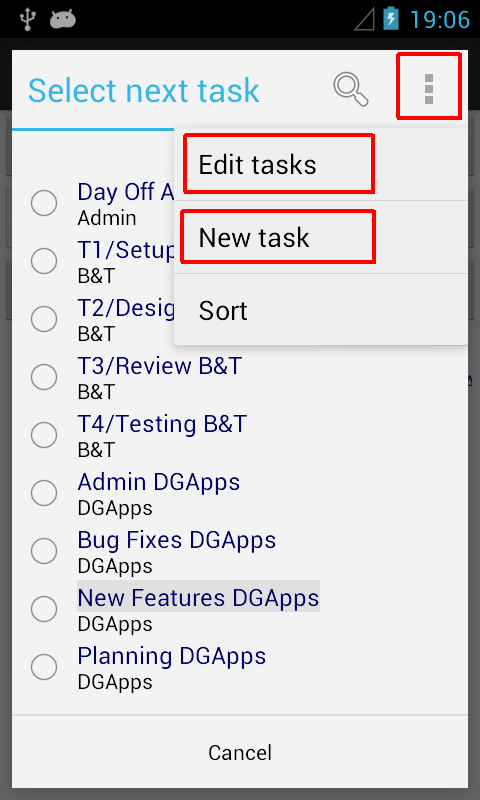 19:06
Select next task
Edit tasks
New task
Sort
Day Off A
Admin
T1/Setup
B&T
T2/Desig
B&T
T3/Review B&T
B&T
T4/Testing B&T
B&T
Admin DGApps
DGApps
Bug Fixes DGApps
DGApps
New Features DGApps
DGApps
Planning DGApps
DGApps
Cancel